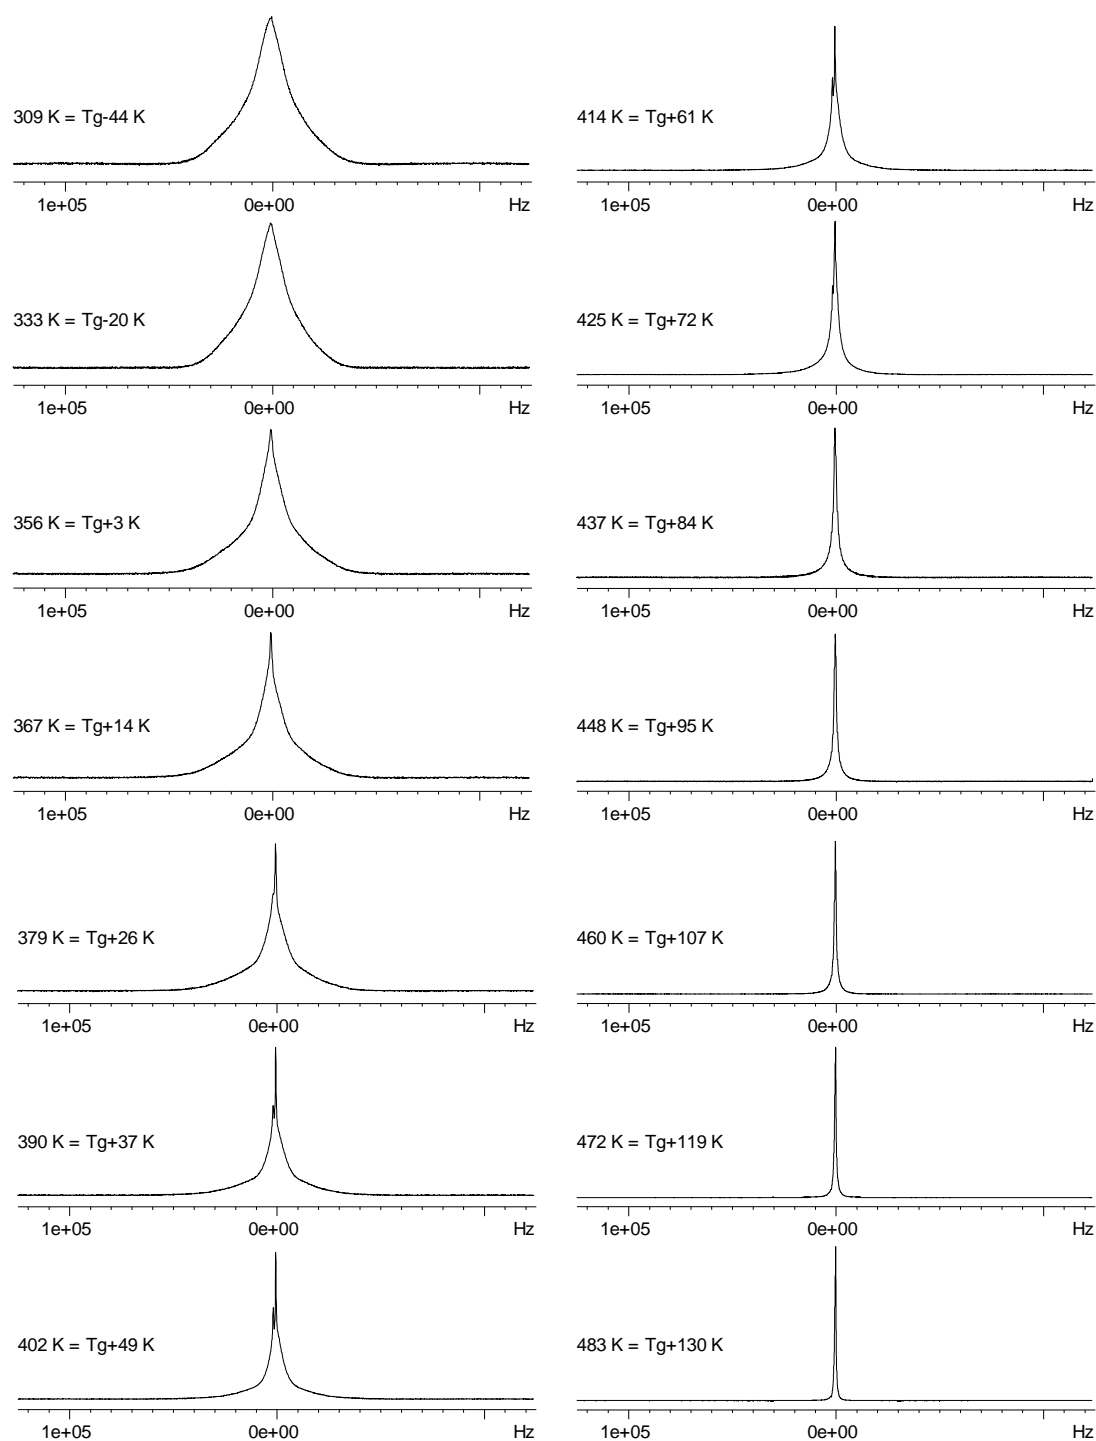 309 K = Tg-44 K
1e+05 0e+00 Hz
333 K = Tg-20 K
1e+05 0e+00 Hz
356 K = Tg+3 K
1e+05 0e+00 Hz
367 K = Tg+14 K
1e+05 0e+00 Hz
379 K = Tg+26 K
1e+05 0e+00 Hz
390 K = Tg+37 K
1e+05 0e+00 Hz
402 K = Tg+49 K
1e+05 0e+00 Hz
414 K = Tg+61 K
1e+05 0e+00 Hz
425 K = Tg+72 K
1e+05 0e+00 Hz
437 K = Tg+84 K
1e+05 0e+00 Hz
448 K = Tg+95 K
1e+05 0e+00 Hz
460 K = Tg+107 K
1e+05 0e+00 Hz
472 K = Tg+119 K
1e+05 0e+00 Hz
483 K = Tg+130 K
1e+05 0e+00 Hz